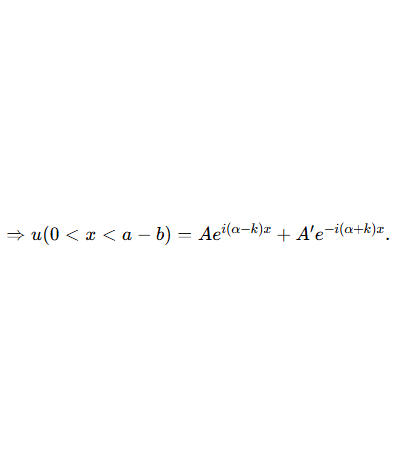 ⇒ u(0 < x < a − b) = Ae^{i(α−k)x} + A′e^{−i(α+k)x}.